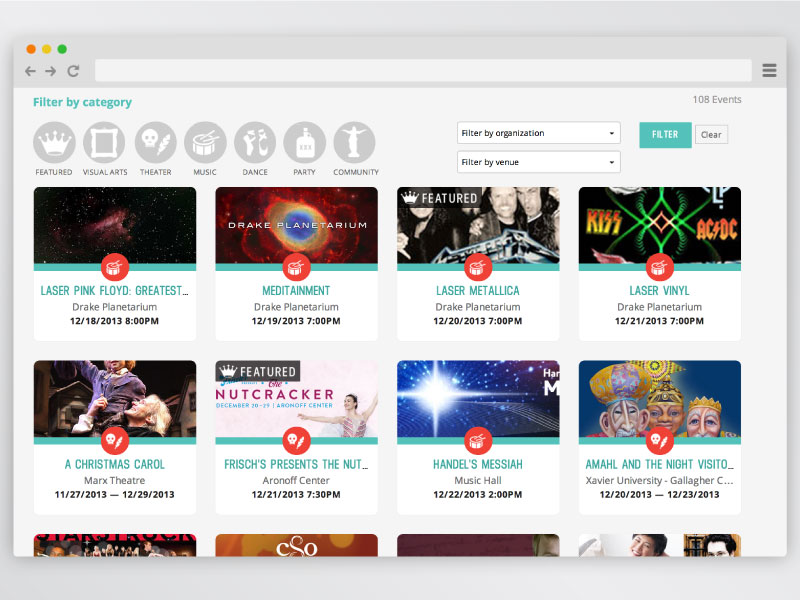 Filter by category
108 Events
Filter by organization
FILTER
Clear
Filter by venue
FEATURED
VISUAL ARTS
THEATER
MUSIC
DANCE
PARTY
COMMUNITY
XXX
DRAKE PLANETARIUM
FEATURED
KISS
AC/DC
LASER PINK FLOYD: GREATEST...
Drake Planetarium
12/18/2013 8:00PM
MEDITAINMENT
Drake Planetarium
12/19/2013 7:00PM
LASER METALLICA
Drake Planetarium
12/20/2013 7:00PM
LASER VINYL
Drake Planetarium
12/21/2013 7:00PM
FEATURED
the
NUTCRACKER
DECEMBER 20-29 | ARONOFF CENTER
Han
M
A CHRISTMAS CAROL
Marx Theatre
11/27/2013 — 12/29/2013
FRISCH'S PRESENTS THE NUT...
Aronoff Center
12/21/2013 7:30PM
HANDEL'S MESSIAH
Music Hall
12/22/2013 2:00PM
AMAHL AND THE NIGHT VISITO...
Xavier University - Gallagher C...
12/20/2013 — 12/23/2013
cso